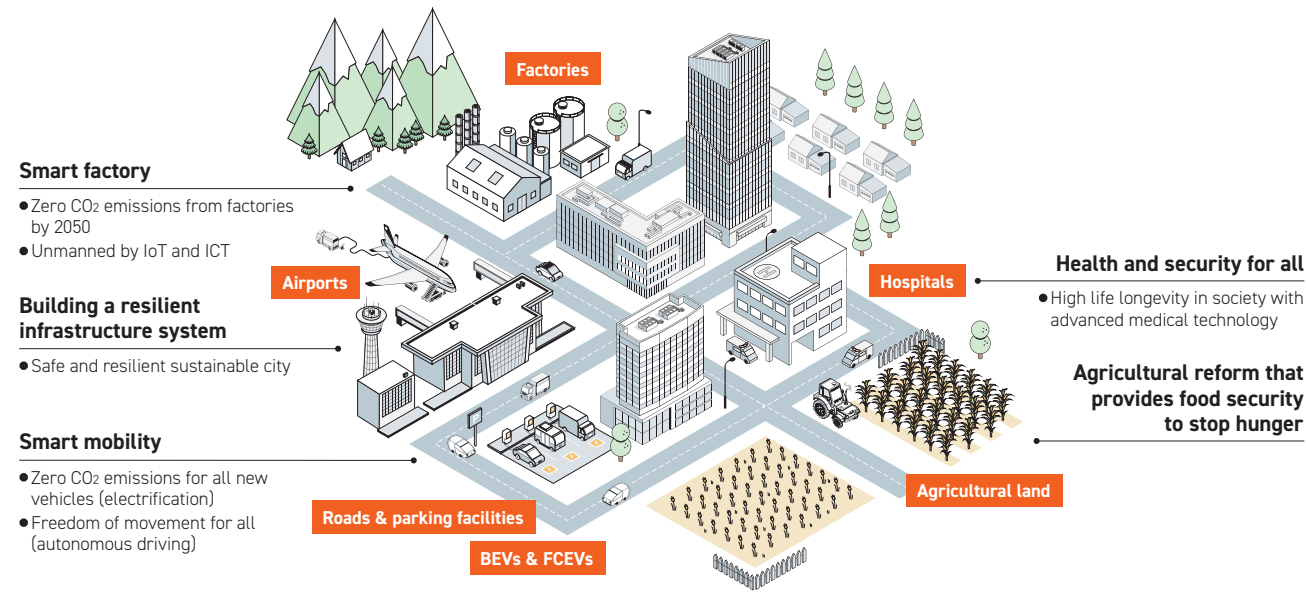 Factories
Smart factory
●Zero CO2 emissions from factories
by 2050
●Unmanned by IoT and ICT
Airports
Building a resilient
infrastructure system
●Safe and resilient sustainable city
Smart mobility
●Zero CO2 emissions for all new
vehicles (electrification)
●Freedom of movement for all
(autonomous driving)
Roads & parking facilities
BEVs & FCEVs
H
Hospitals
Health and security for all
●High life longevity in society with
advanced medical technology
Agricultural reform that
provides food security
to stop hunger
Agricultural land